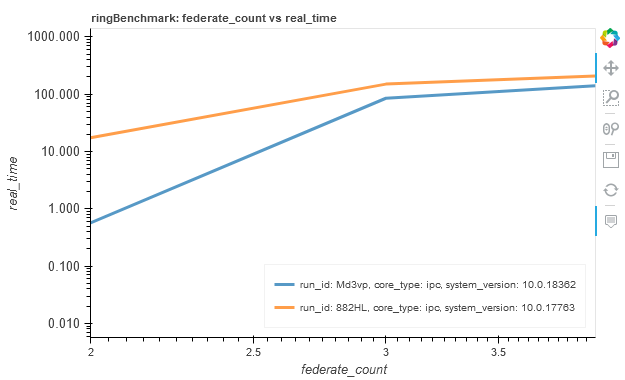 ringBenchmark: federate_count vs real_time
1000.000
100.000
10.000
1.000
0.100
0.010
real_time
run_id: Md3vp, core_type: ipc, system_version: 10.0.18362
run_id: 882HL, core_type: ipc, system_version: 10.0.17763
2
2.5
3
3.5
federate_count